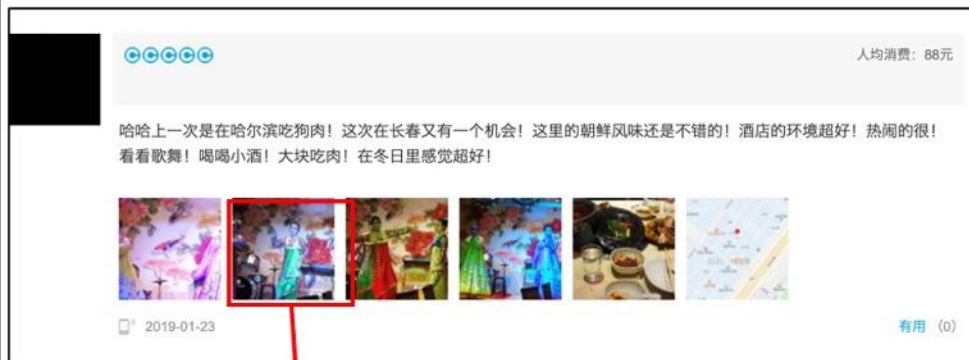 人均消费：88元
哈哈上一次是在哈尔滨吃狗肉！这次在长春又有一个机会！这里的朝鲜风味还是不错的！酒店的环境超好！热闹的很！
看看歌舞！喝喝小酒！大块吃肉！在冬日里感觉超好！
2019-01-23
有用（0）